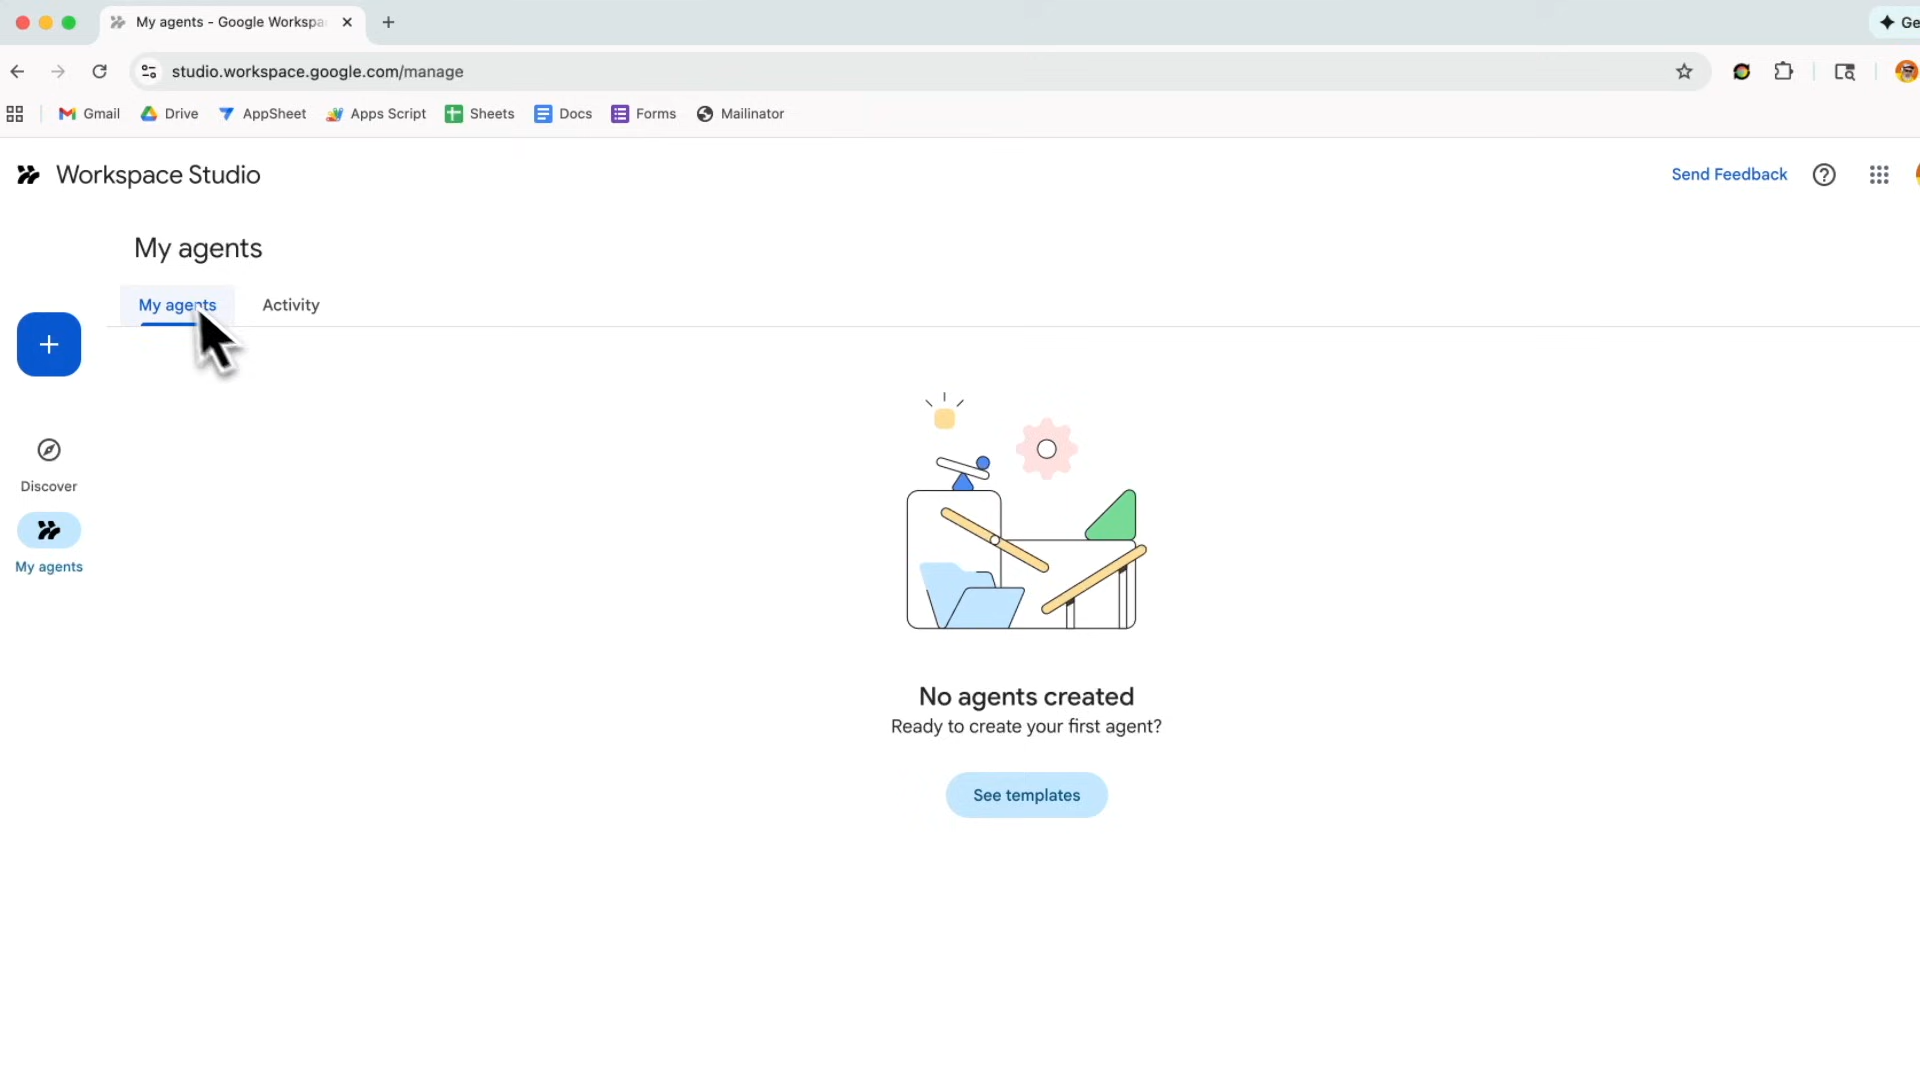 My agents - Google Workspa
Ge
studio.workspace.google.com/manage
Gmail Drive AppSheet Apps Script Sheets Docs Forms Mailinator
Workspace Studio
Send Feedback
My agents
My agents Activity
Discover
My agents
No agents created
Ready to create your first agent?
See templates